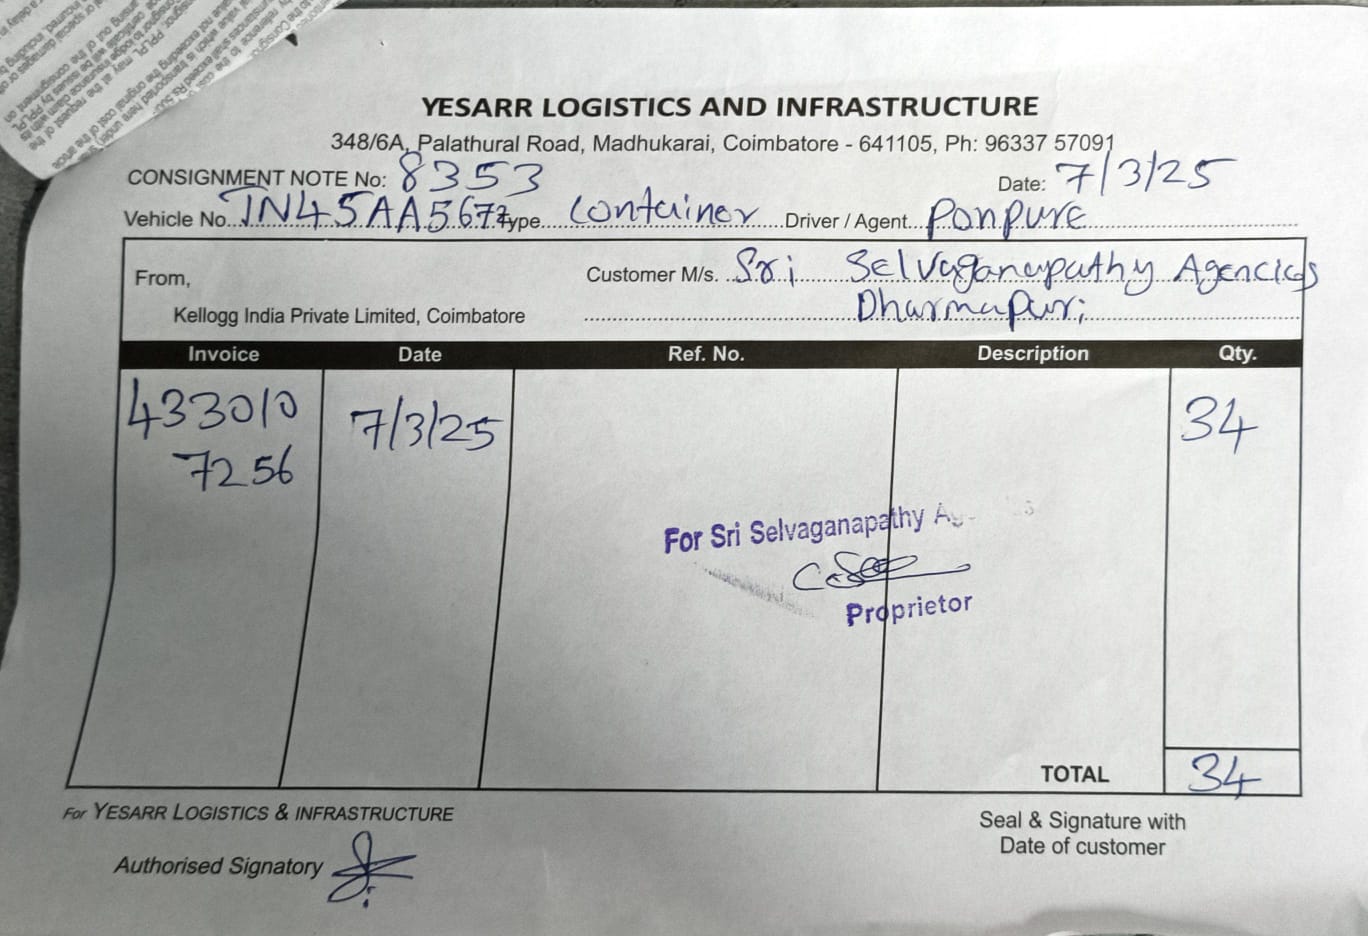 YESARR LOGISTICS AND INFRASTRUCTURE
348/6A, Palathural Road, Madhukarai, Coimbatore - 641105, Ph: 96337 57091
CONSIGNMENT NOTE No: 8353 Date: 7/3/25
Vehicle No. TN45AA5677 Type Container Driver / Agent Ponpure
From, Customer M/s. Sri Selvaganapathy Agencies
Kellogg India Private Limited, Coimbatore Dharmapuri
Invoice Date Ref. No. Description Qty.
433010 7/3/25 34
7256
For Sri Selvaganapathy
Proprietor
TOTAL 34
For YESARR LOGISTICS & INFRASTRUCTURE
Seal & Signature with
Date of customer
Authorised Signatory